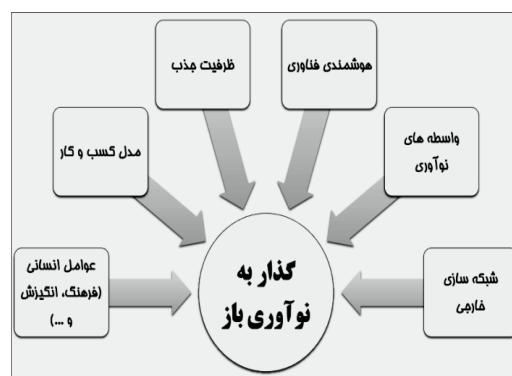 هوشمندی فناوری
ظرفیت جذب
واسطه های
نوآوری
مدل کسب و کار
شبکه سازی
خارجی
گذار به
نوآوری باز
عوامل انسانی
(فرهنگ، انگیزش
و ...)